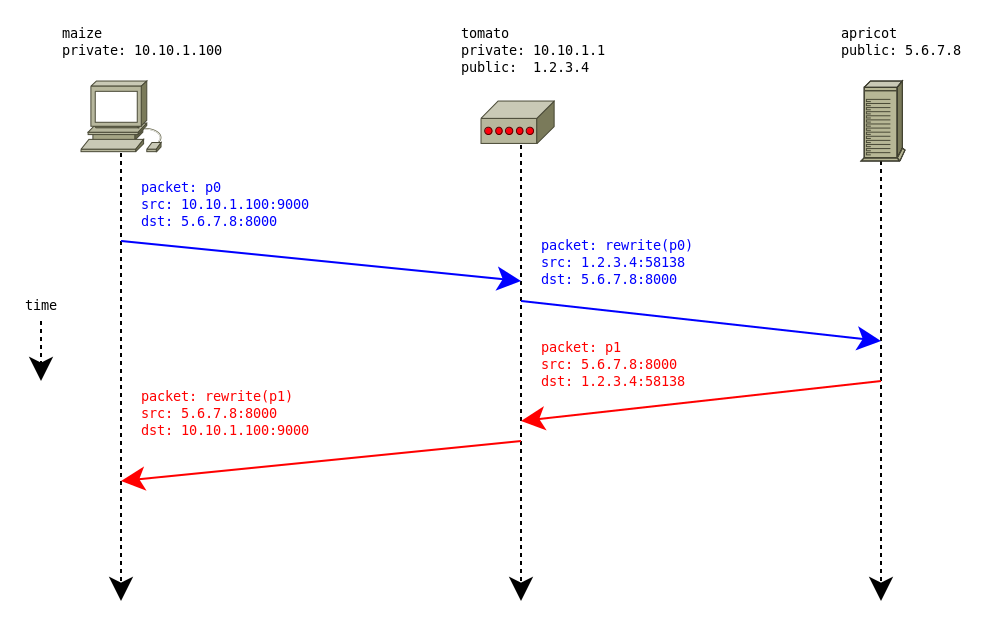 maize
private: 10.10.1.100
tomato
private: 10.10.1.1
public:  1.2.3.4
apricot
public: 5.6.7.8
packet: p0
src: 10.10.1.100:9000
dst: 5.6.7.8:8000
packet: rewrite(p0)
src: 1.2.3.4:58138
dst: 5.6.7.8:8000
time
packet: p1
src: 5.6.7.8:8000
dst: 1.2.3.4:58138
packet: rewrite(p1)
src: 5.6.7.8:8000
dst: 10.10.1.100:9000